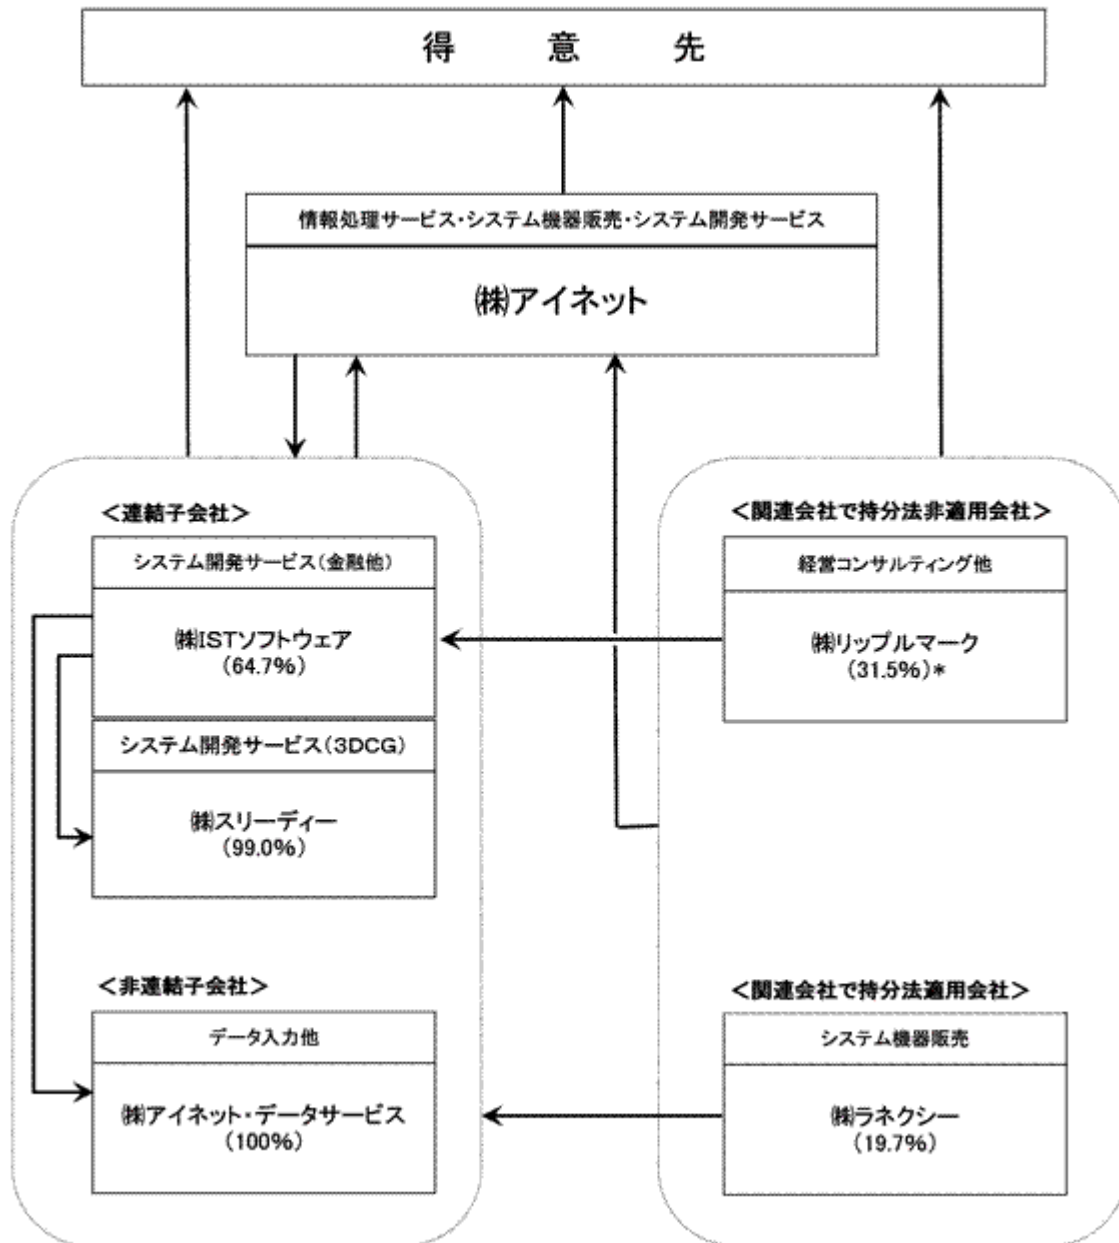 得意先
情報処理サービス・システム機器販売・システム開発サービス
㈱アイネット
＜連結子会社＞
システム開発サービス（金融他）
㈱ISTソフトウェア
（64.7％）
システム開発サービス（3DCG）
㈱スリーディー
（99.0％）
＜非連結子会社＞
データ入力他
㈱アイネット・データサービス
（100％）
＜関連会社で持分法非適用会社＞
経営コンサルティング他
㈱リップルマーク
（31.5％）*
＜関連会社で持分法適用会社＞
システム機器販売
㈱ラネクシー
（19.7％）